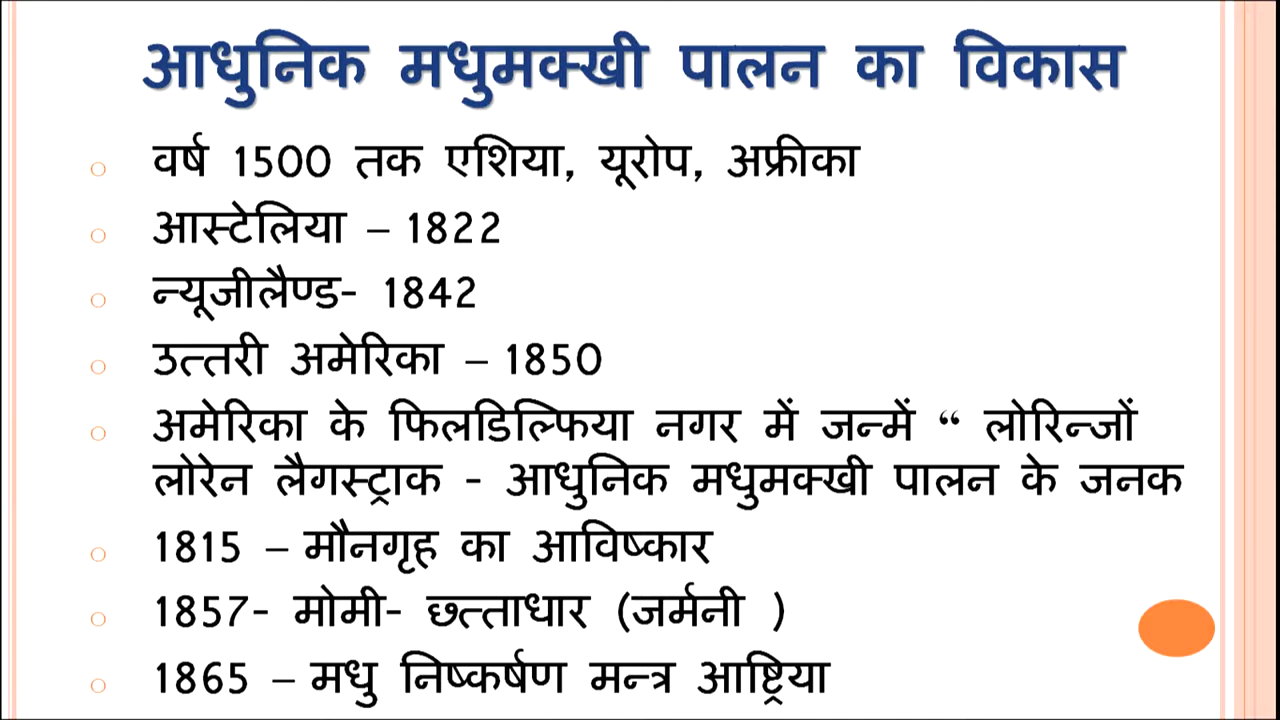 आधुनिक मधुमक्खी पालन का विकास
वर्ष 1500 तक एशिया, यूरोप, अफ्रीका
आस्टेलिया – 1822
न्यूजीलैण्ड- 1842
उत्तरी अमेरिका – 1850
अमेरिका के फिलडिल्फिया नगर में जन्में “ लोरिन्जों
लोरेन लैगस्ट्राक - आधुनिक मधुमक्खी पालन के जनक
1815 – मौनगृह का आविष्कार
1857- मोमी- छत्ताधार (जर्मनी )
1865 – मधु निष्कर्षण मन्त्र आष्ट्रिया